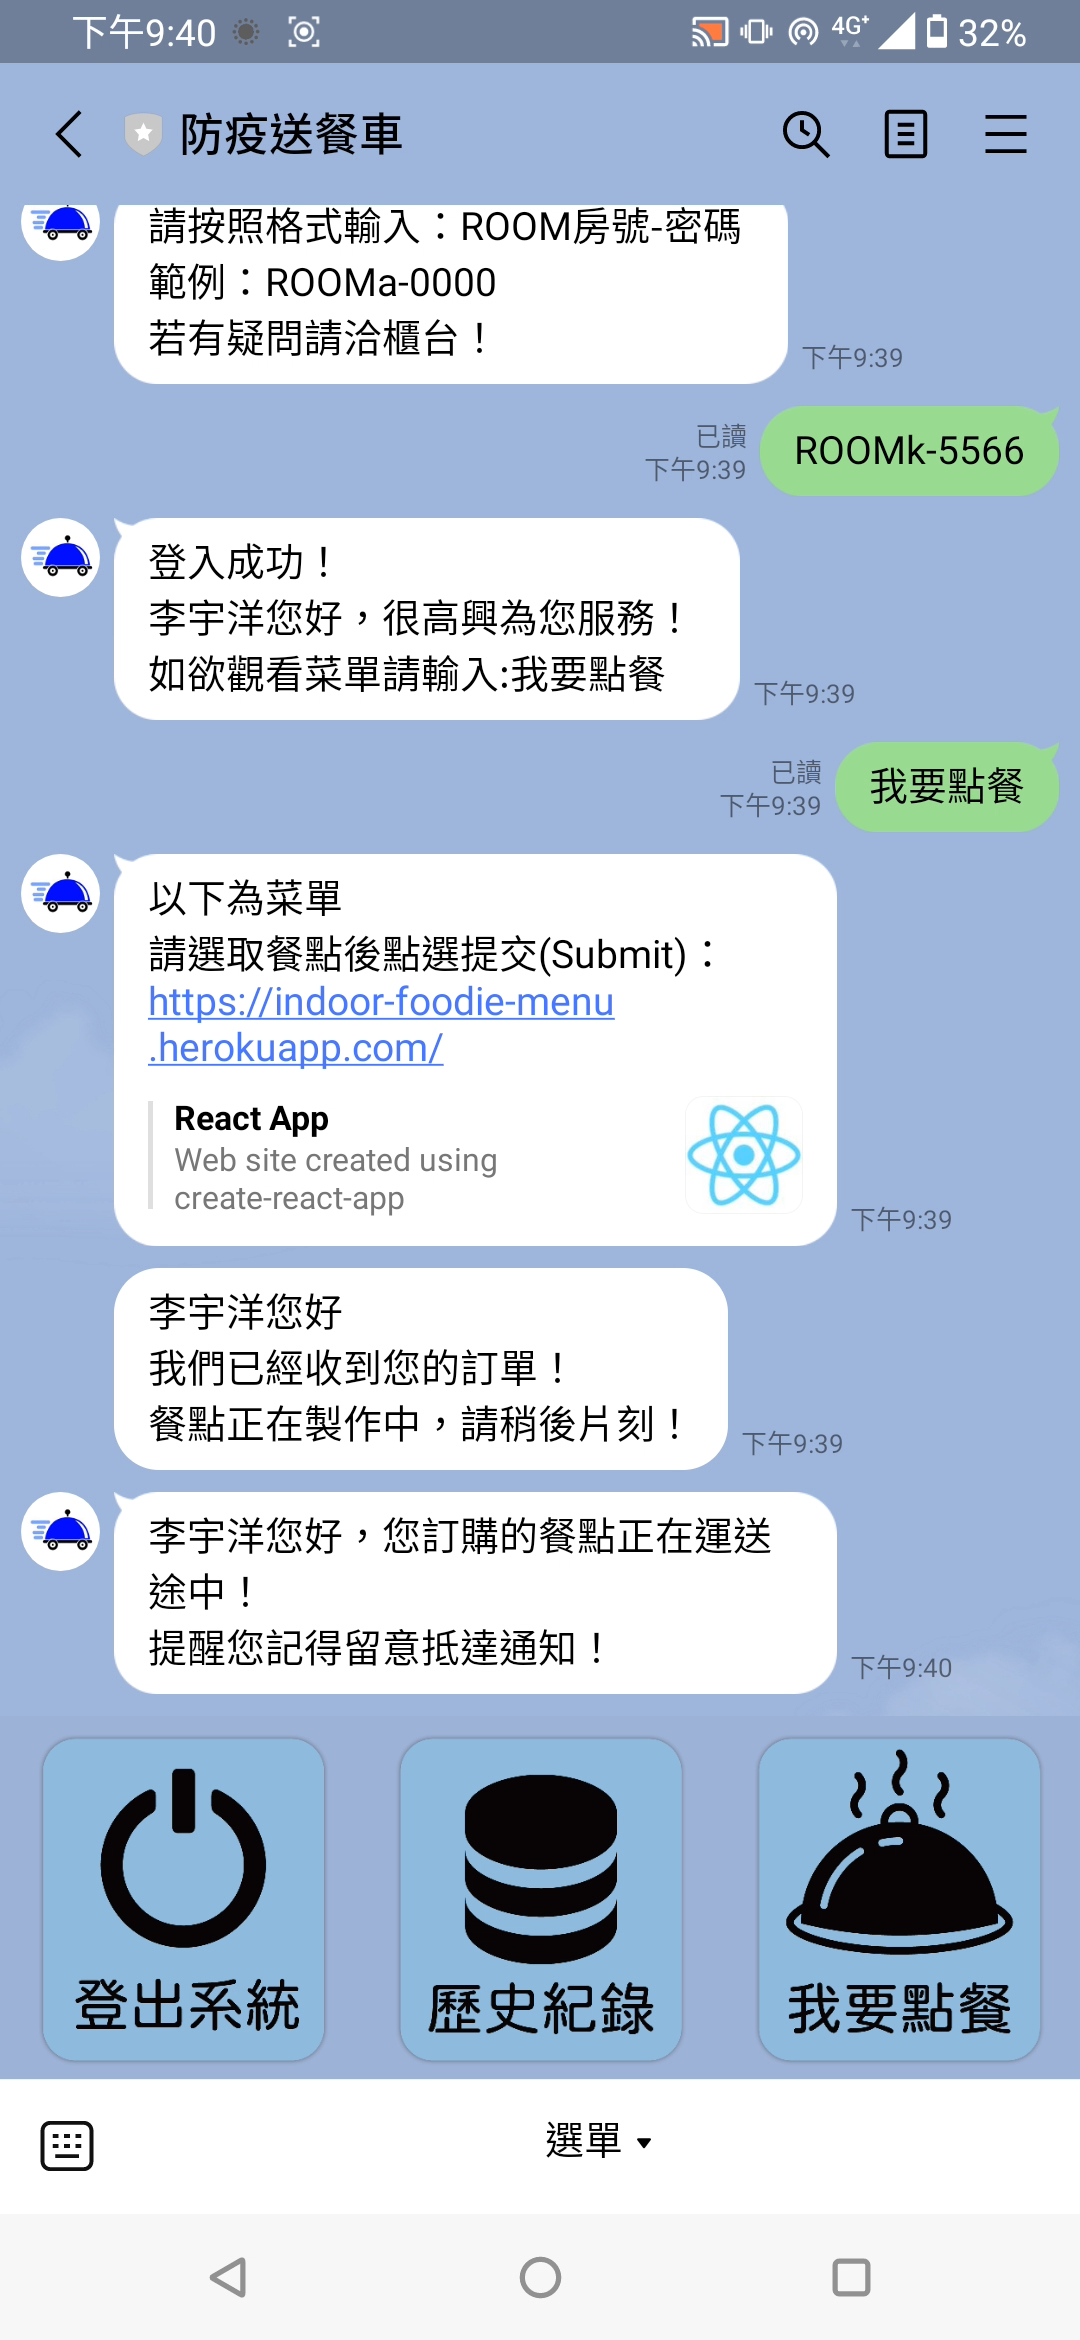 下午9:40
4G+
32%
防疫送餐車
請按照格式輸入：ROOM房號-密碼
範例：ROOMa-0000
若有疑問請洽櫃台！
下午9:39
已讀
下午9:39
ROOMk-5566
登入成功！
李宇洋您好，很高興為您服務！
如欲觀看菜單請輸入:我要點餐
下午9:39
已讀
下午9:39
我要點餐
以下為菜單
請選取餐點後點選提交(Submit)：
https://indoor-foodie-menu
.herokuapp.com/
React App
Web site created using
create-react-app
下午9:39
李宇洋您好
我們已經收到您的訂單！
餐點正在製作中，請稍後片刻！
下午9:39
李宇洋您好，您訂購的餐點正在運送
途中！
提醒您記得留意抵達通知！
下午9:40
登出系統
歷史紀錄
我要點餐
選單